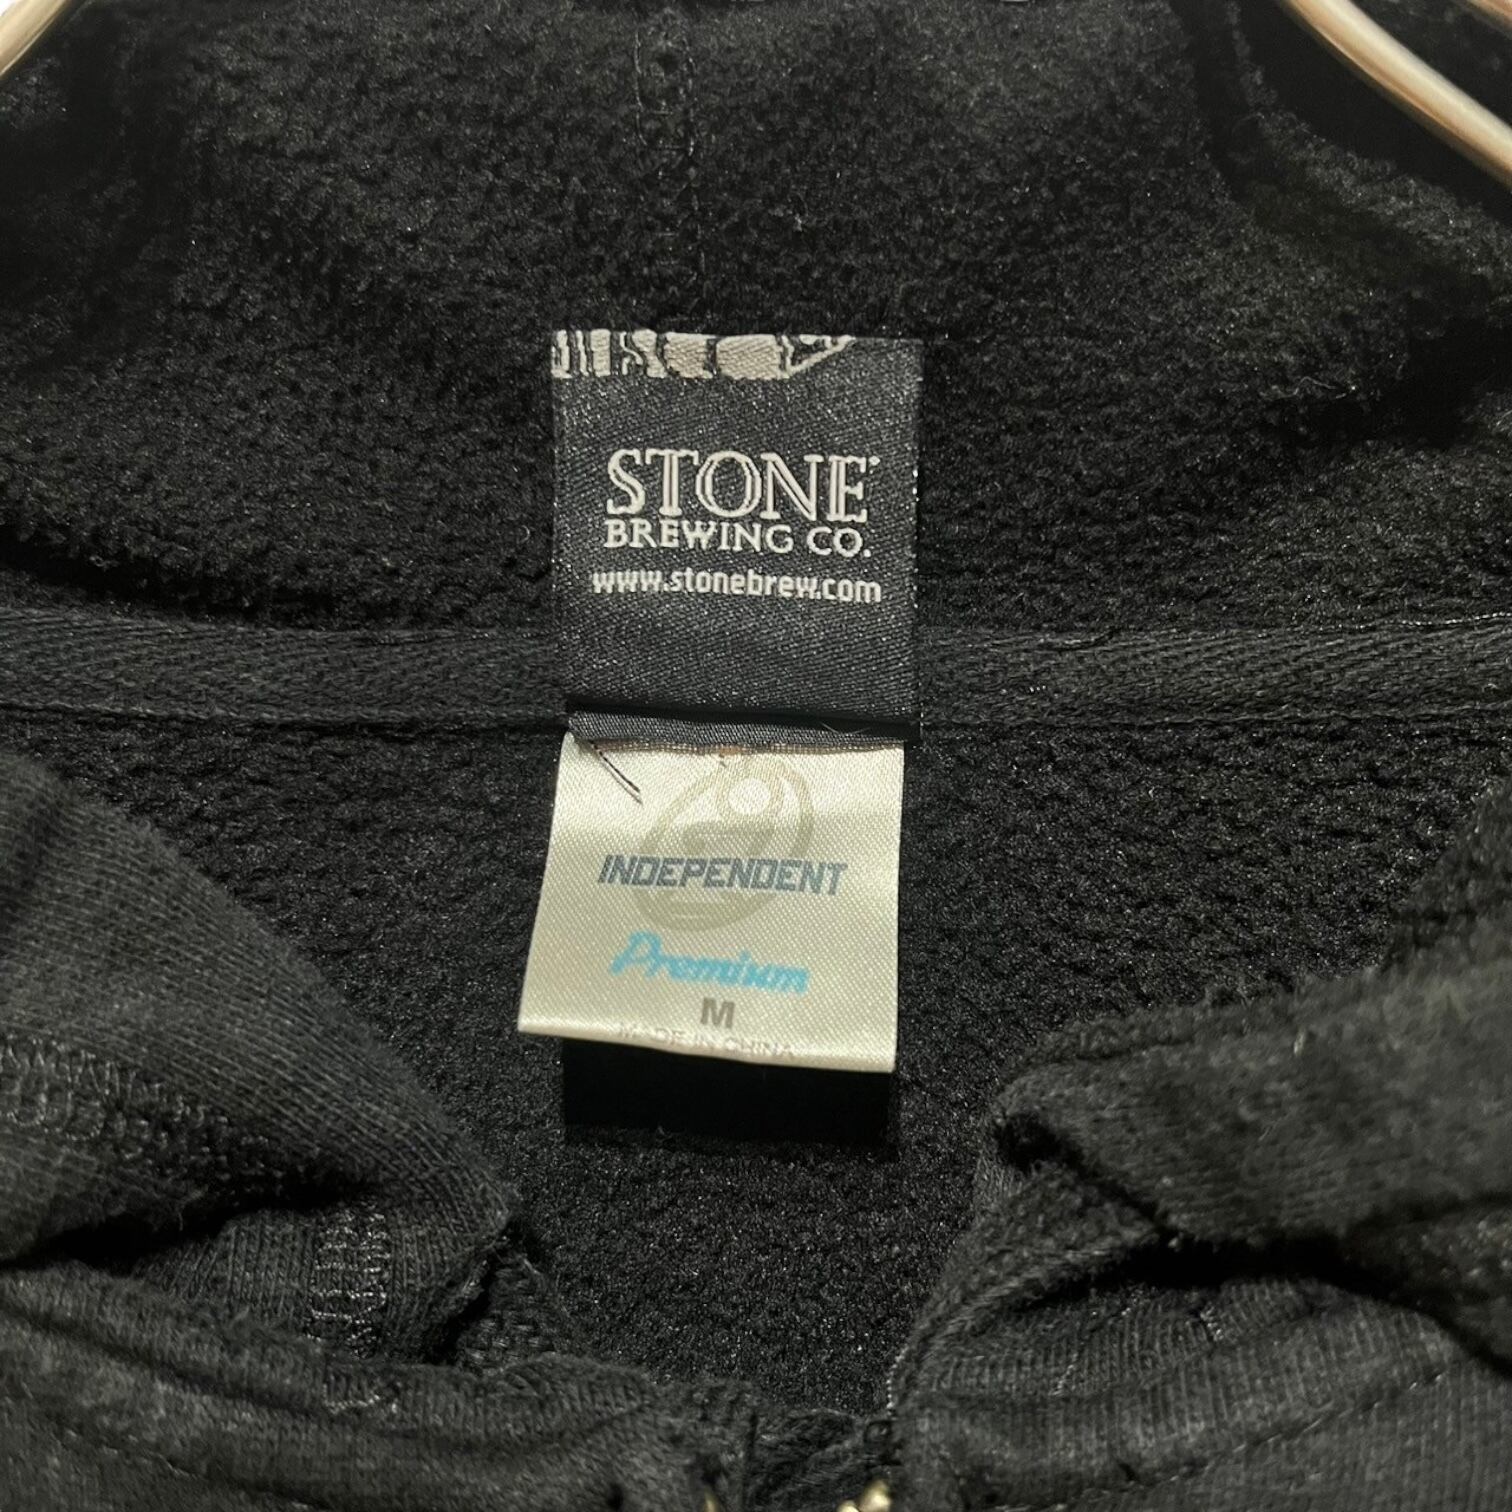 STONE
BREWING CO.
www.stonebrew.com
INDEPENDENT
Premium
M
MADE IN CHINA